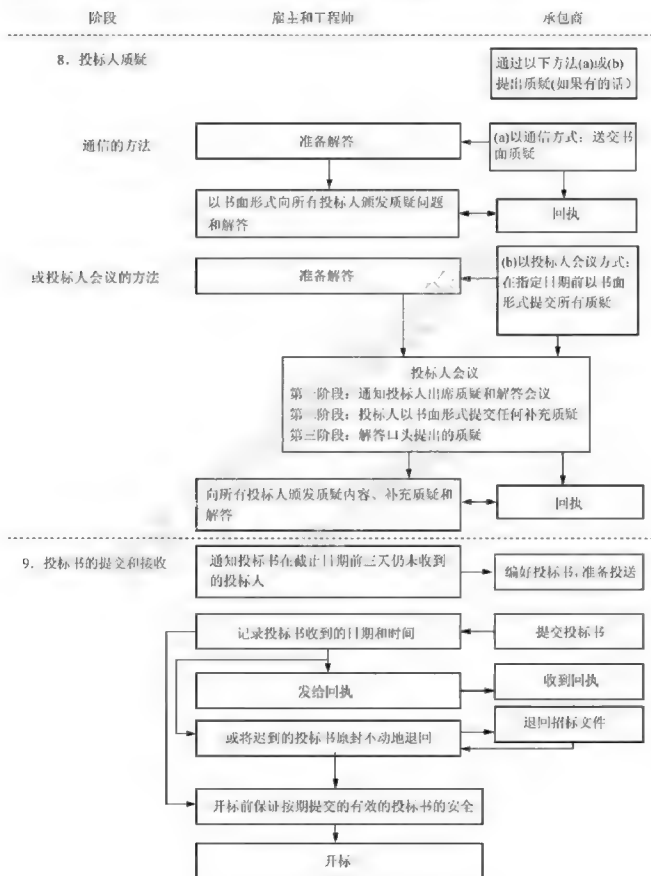 阶段 雇主和工程师 承包商
8. 投标人质疑
通过以下方法(a)或(b)
提出质疑(如果有的话)
通信的方法
准备解答
(a)以通信方式：送交书
面质疑
以书面形式向所有投标人颁发质疑问题
和解答
回执
或投标人会议的方法
准备解答
(b)以投标人会议方式：
在指定日期前以书面
形式提交所有质疑
投标人会议
第一阶段：通知投标人出席质疑和解答会议
第二阶段：投标人以书面形式提交任何补充质疑
第三阶段：解答口头提出的质疑
向所有投标人颁发质疑内容、补充质疑和
解答
回执
9. 投标书的提交和接收
通知投标书在截止日期前三天仍未收到
的投标人
编好投标书，准备投送
记录投标书收到的日期和时间
提交投标书
发给回执
收到回执
或将迟到的投标书原封不动地退回
退回招标文件
开标前保证按期提交的有效的投标书的安全
开标